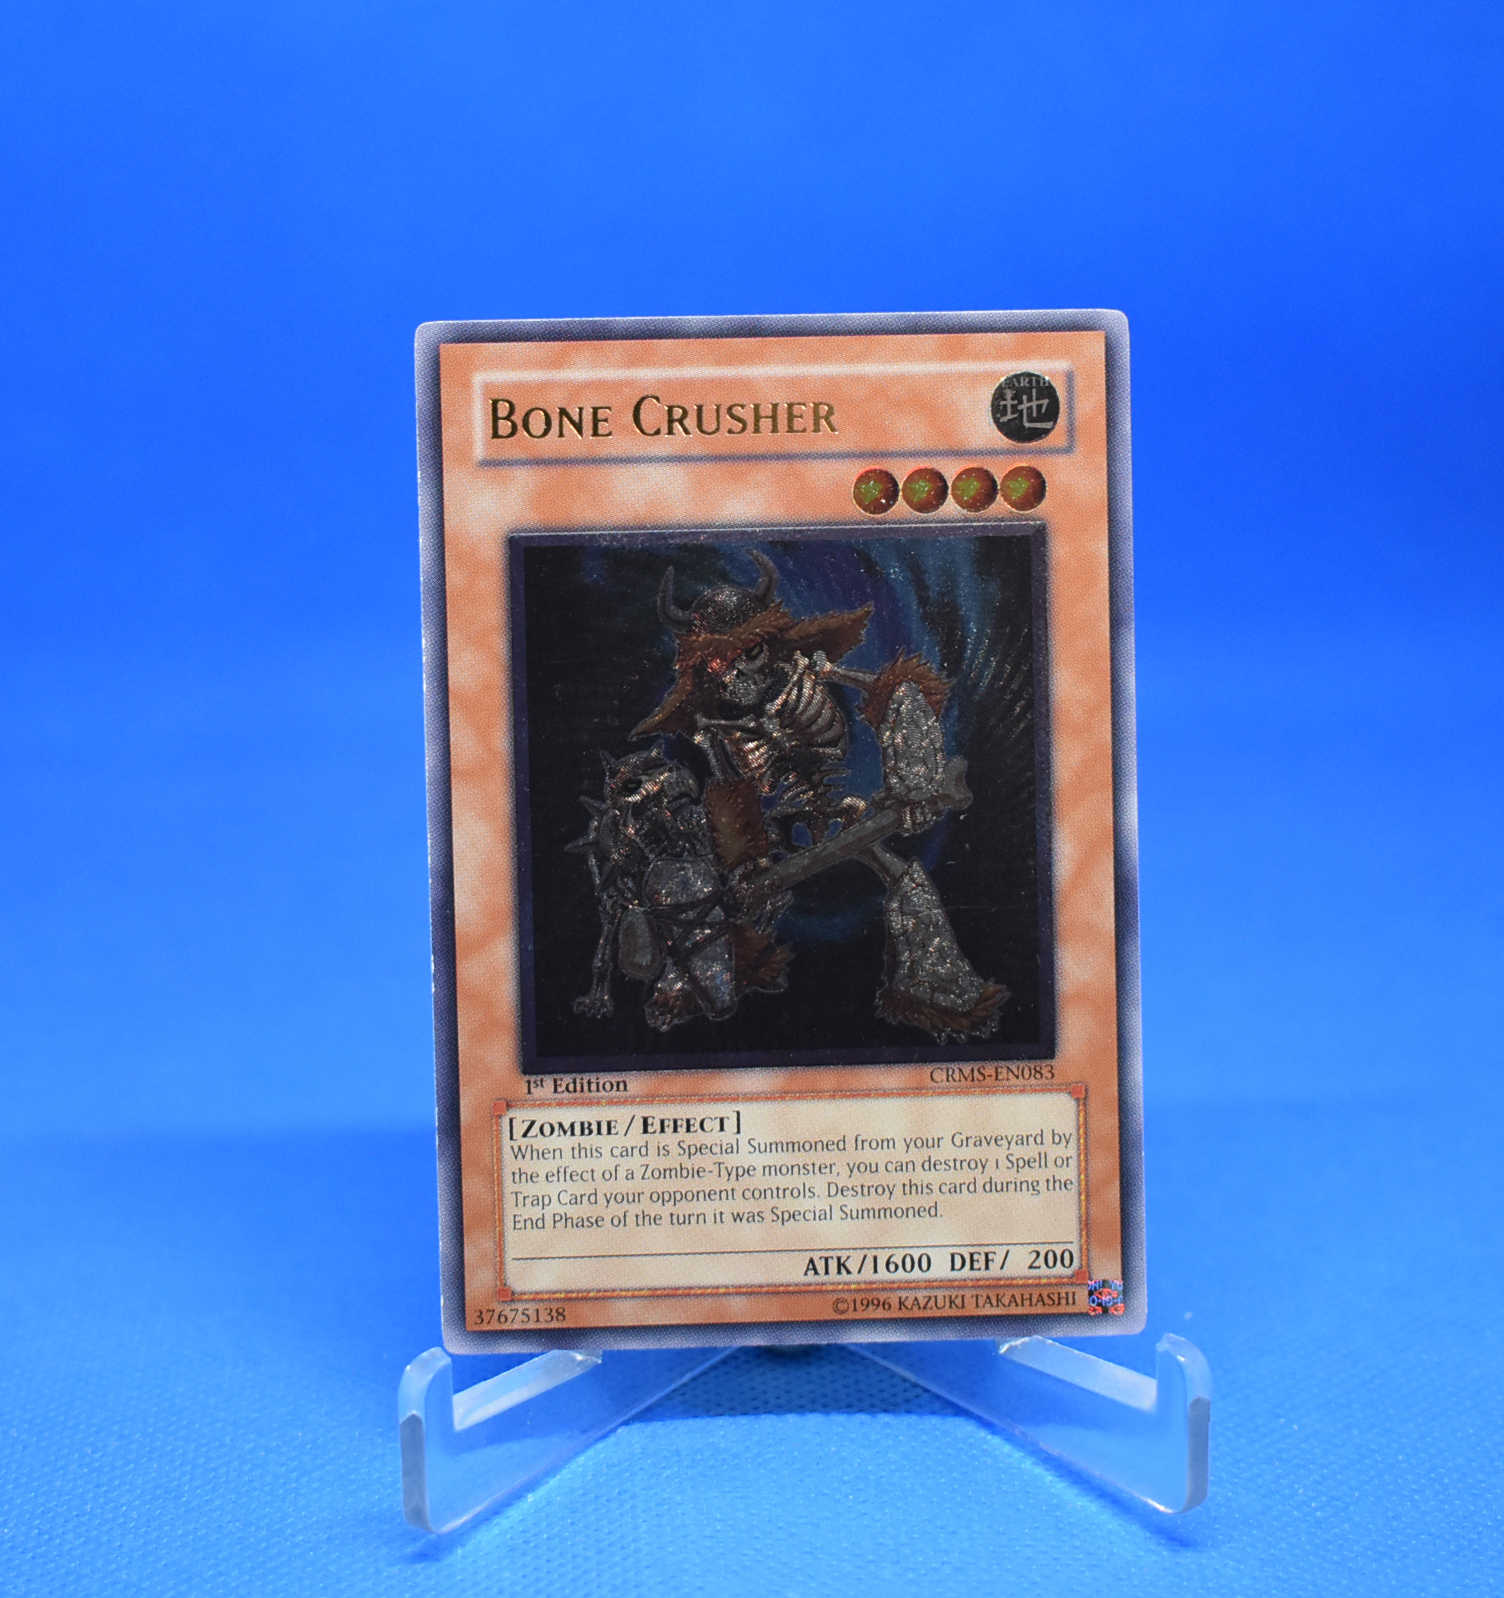 Bone Crusher
EARTH
地
1st Edition
CRMS-EN083
[Zombie / Effect]
When this card is Special Summoned from your Graveyard by
the effect of a Zombie-Type monster, you can destroy 1 Spell or
Trap Card your opponent controls. Destroy this card during the
End Phase of the turn it was Special Summoned.
ATK/1600 DEF/ 200
37675138
©1996 KAZUKI TAKAHASHI